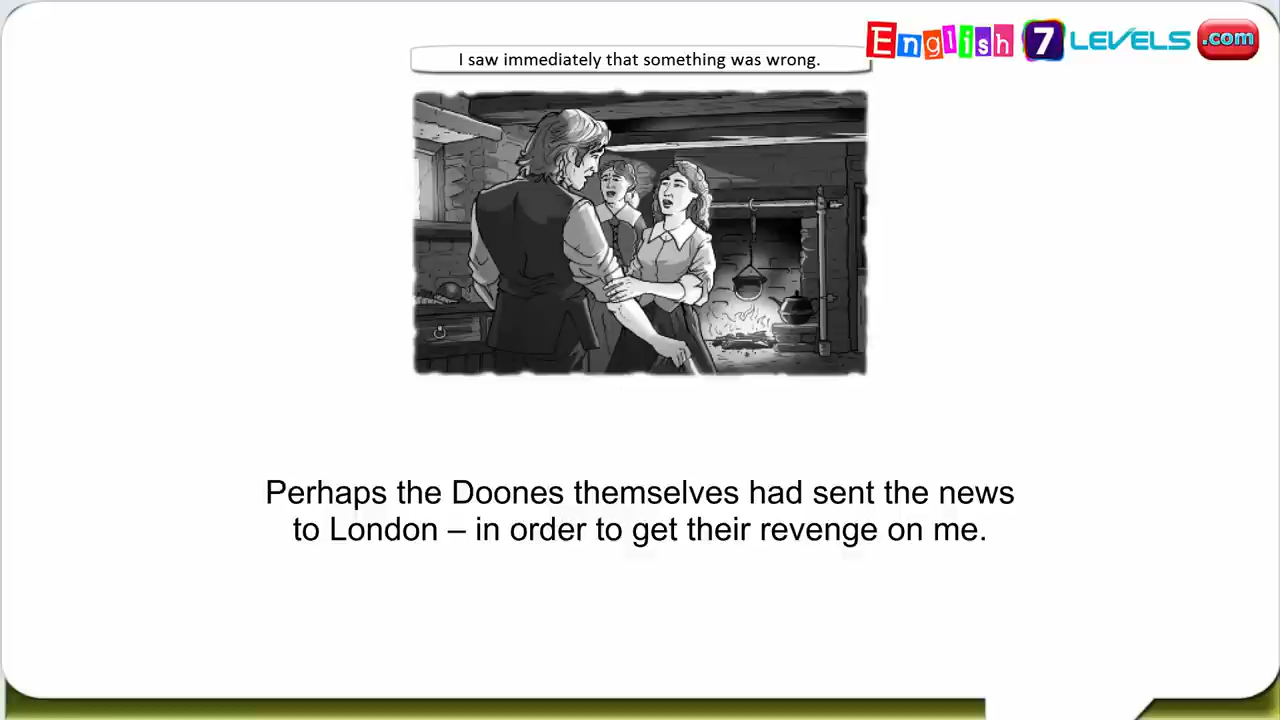 English 7 LEVELS .com
I saw immediately that something was wrong.
Perhaps the Doones themselves had sent the news
to London – in order to get their revenge on me.